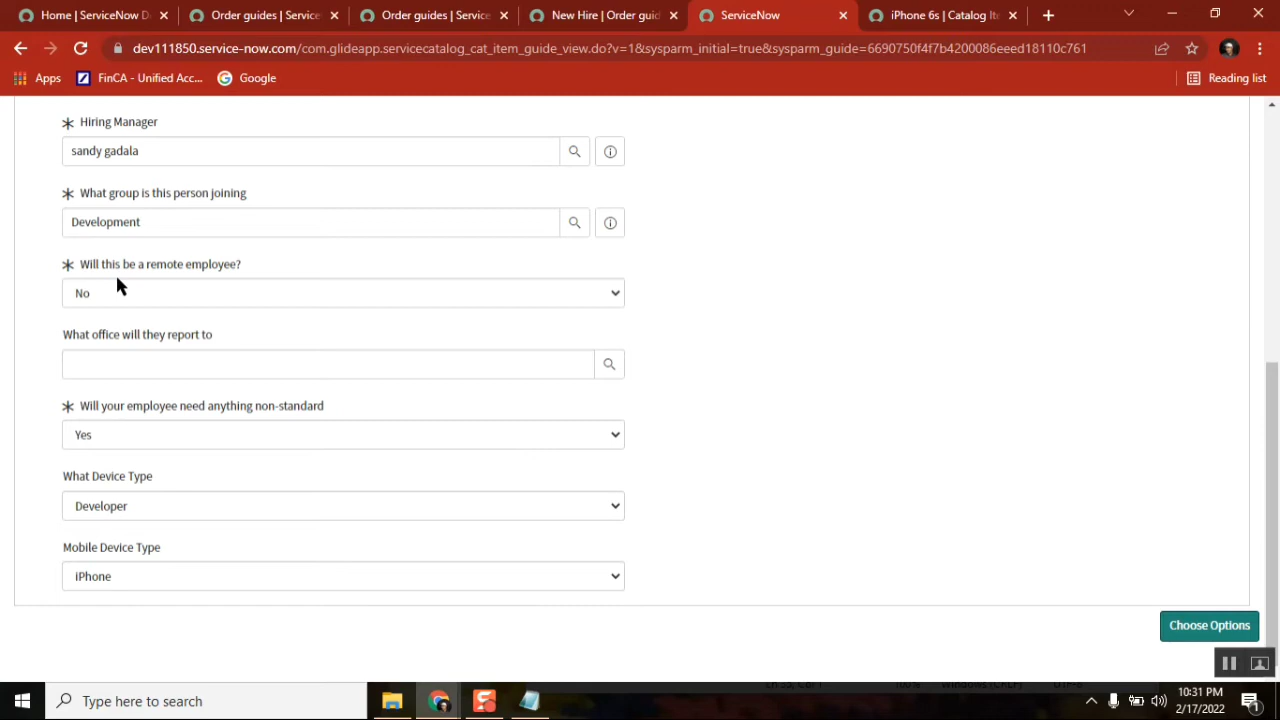 Home | ServiceNow D
Order guides | Service
Order guides | Service
New Hire | Order guid
ServiceNow
iPhone 6s | Catalog Ite
dev111850.service-now.com/com.glideapp.servicecatalog_cat_item_guide_view.do?v=1&sysparm_initial=true&sysparm_guide=6690750f4f7b4200086eeed18110c761
Apps
FinCA - Unified Acc...
Google
Reading list
Hiring Manager
sandy gadala
What group is this person joining
Development
Will this be a remote employee?
No
What office will they report to
Will your employee need anything non-standard
Yes
What Device Type
Developer
Mobile Device Type
iPhone
Choose Options
Type here to search
10:31 PM
2/17/2022